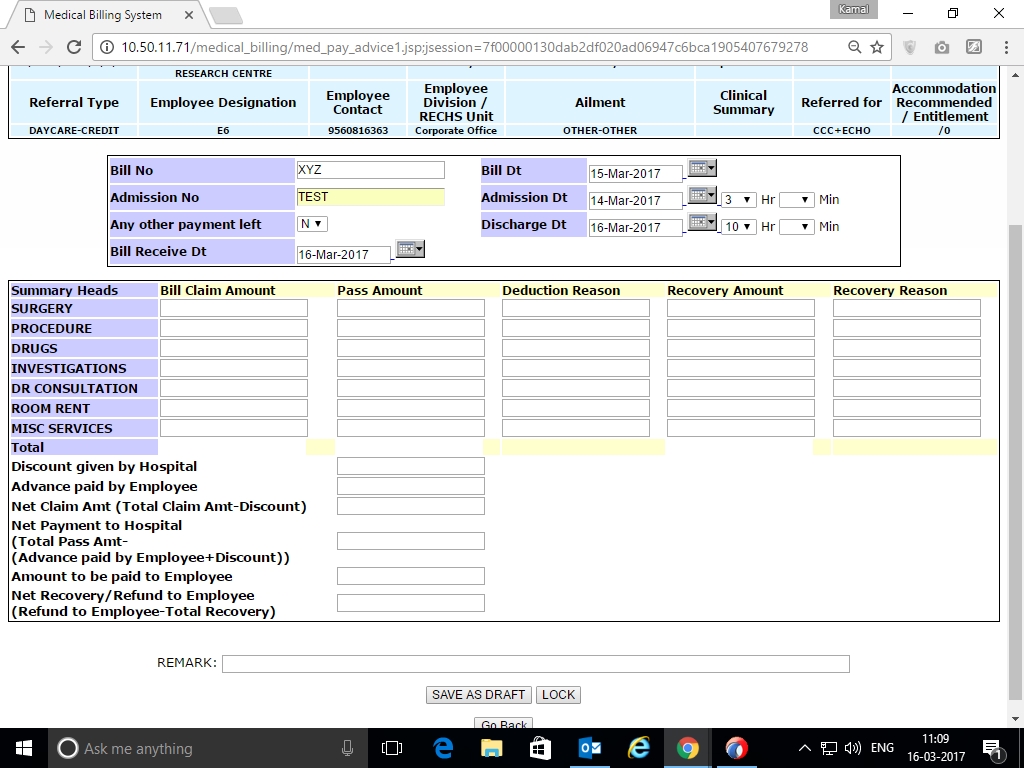 Medical Billing System
Kamal
10.50.11.71/medical_billing/med_pay_advice1.jsp;jsession=7f00000130dab2df020ad06947c6bca1905407679278
RESEARCH CENTRE
Referral Type Employee Designation Employee Contact Employee Division / RECHS Unit Ailment Clinical Summary Referred for Accommodation Recommended / Entitlement
DAYCARE-CREDIT E6 9560816363 Corporate Office OTHER-OTHER CCC+ECHO /0
Bill No XYZ Bill Dt 15-Mar-2017
Admission No TEST Admission Dt 14-Mar-2017 3 Hr Min
Any other payment left N Discharge Dt 16-Mar-2017 10 Hr Min
Bill Receive Dt 16-Mar-2017
Summary Heads Bill Claim Amount Pass Amount Deduction Reason Recovery Amount Recovery Reason
SURGERY
PROCEDURE
DRUGS
INVESTIGATIONS
DR CONSULTATION
ROOM RENT
MISC SERVICES
Total
Discount given by Hospital
Advance paid by Employee
Net Claim Amt (Total Claim Amt-Discount)
Net Payment to Hospital
(Total Pass Amt-
(Advance paid by Employee+Discount))
Amount to be paid to Employee
Net Recovery/Refund to Employee
(Refund to Employee-Total Recovery)
REMARK:
SAVE AS DRAFT LOCK
Go Back
Ask me anything
ENG
11:09
16-03-2017
1